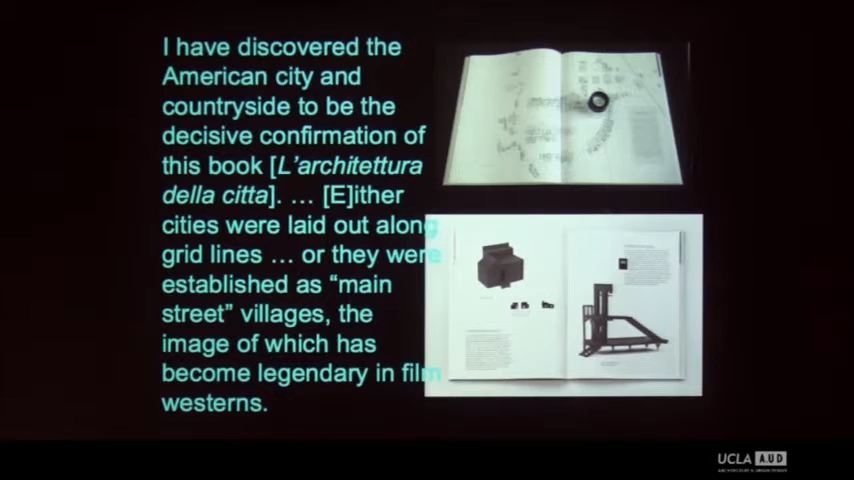 I have discovered the
American city and
countryside to be the
decisive confirmation of
this book [L'architettura
della citta]. … [E]ither
cities were laid out along
grid lines … or they were
established as “main
street” villages, the
image of which has
become legendary in film
westerns.
UCLA A.UD